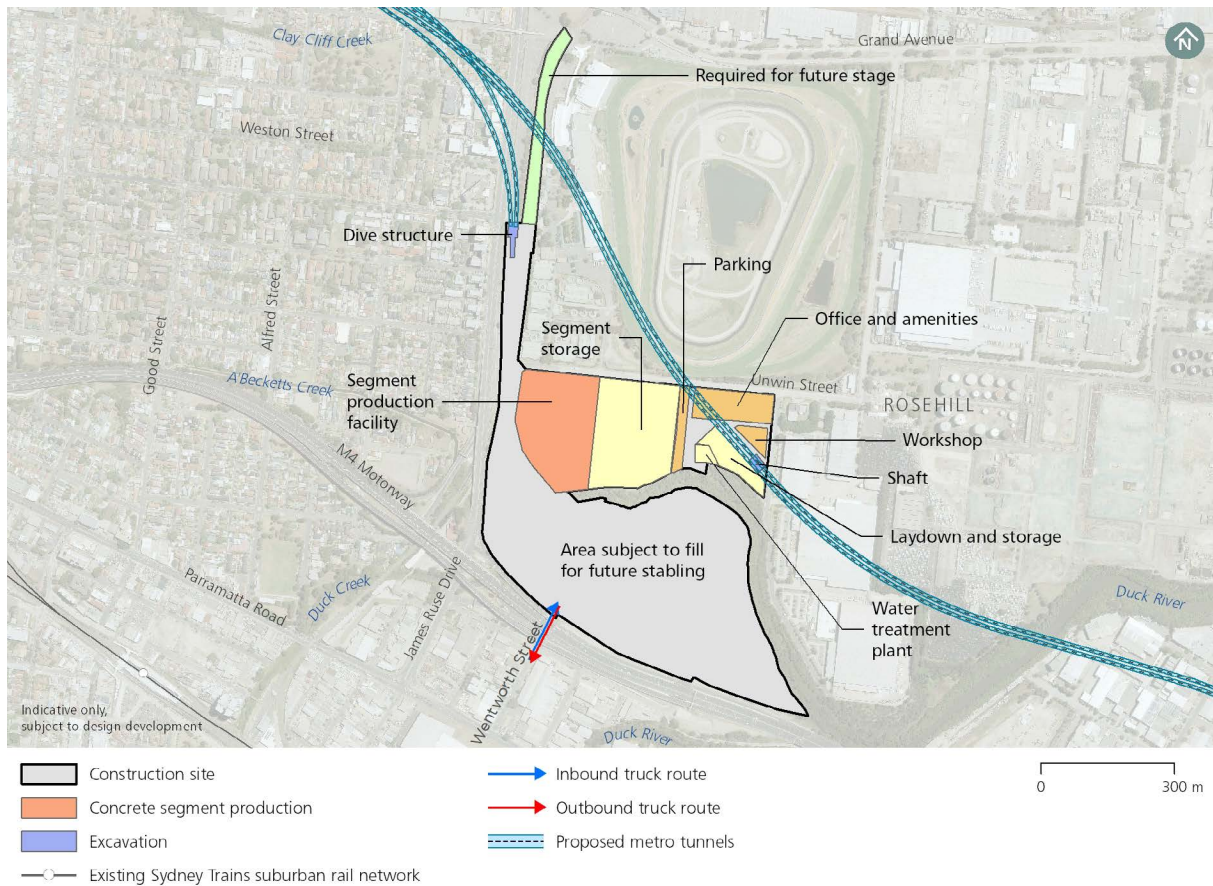 Clay Cliff Creek
Grand Avenue
N
Required for future stage
Weston Street
Dive structure
Parking
Alfred Street
Office and amenities
Segment
storage
Good Street
A'Becketts Creek
Unwin Street
Segment
production
facility
ROSEHILL
Workshop
M4 Motorway
Shaft
Laydown and storage
Area subject to fill
for future stabling
Parramatta Road
Duck Creek
James Ruse Drive
Duck River
Water
treatment
plant
Wentworth Street
Indicative only,
subject to design development
Duck River
Construction site
Inbound truck route
0 300 m
Concrete segment production
Outbound truck route
Excavation
Proposed metro tunnels
Existing Sydney Trains suburban rail network